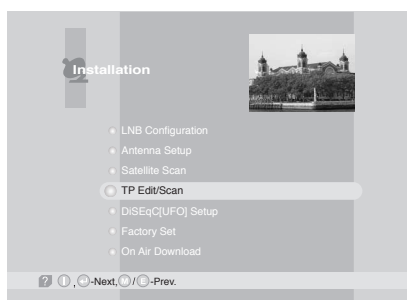 Installation
LNB Configuration
Antenna Setup
Satellite Scan
TP Edit/Scan
DiSEqC[UFO] Setup
Factory Set
On Air Download
? i , -Next, M / E -Prev.